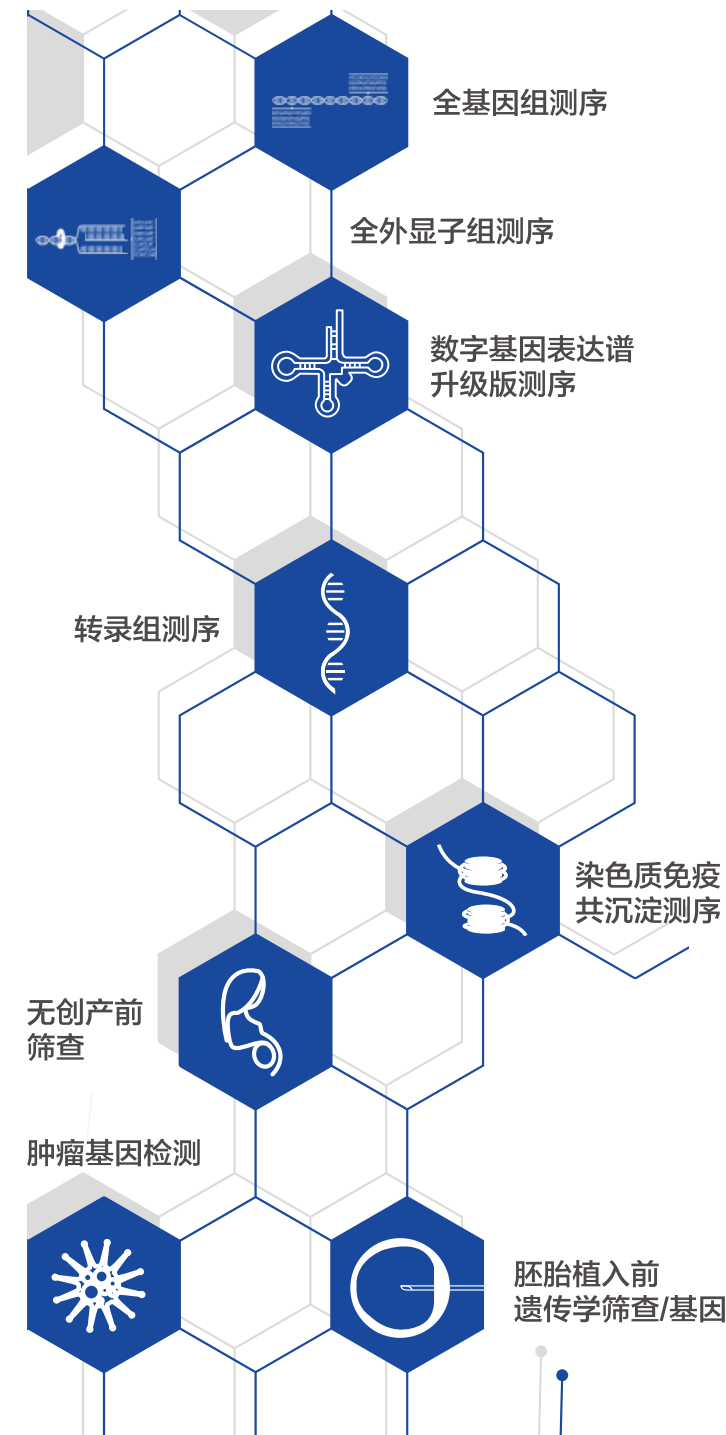 全基因组测序
全外显子组测序
数字基因表达谱
升级版测序
转录组测序
染色质免疫
共沉淀测序
无创产前
筛查
肿瘤基因检测
胚胎植入前
遗传学筛查/基因